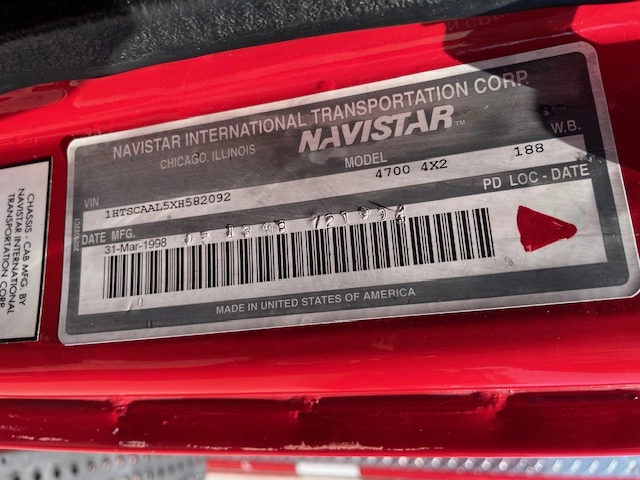 NAVISTAR INTERNATIONAL TRANSPORTATION CORP.
CHICAGO, ILLINOIS
NAVISTAR™
MODEL
W.B.
VIN
1HTSCAAL5XH582092
4700 4X2
188
DATE MFG.
PD LOC - DATE
31-Mar-1998
MADE IN UNITED STATES OF AMERICA
CHASSIS - CAB MFG. BY
NAVISTAR INTERNATIONAL
TRANSPORTATION CORP